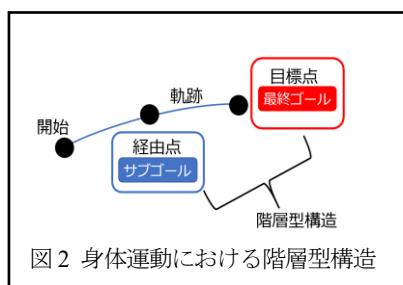 目標点
最終ゴール
軌跡
開始
経由点
サブゴール
階層型構造
図2 身体運動における階層型構造